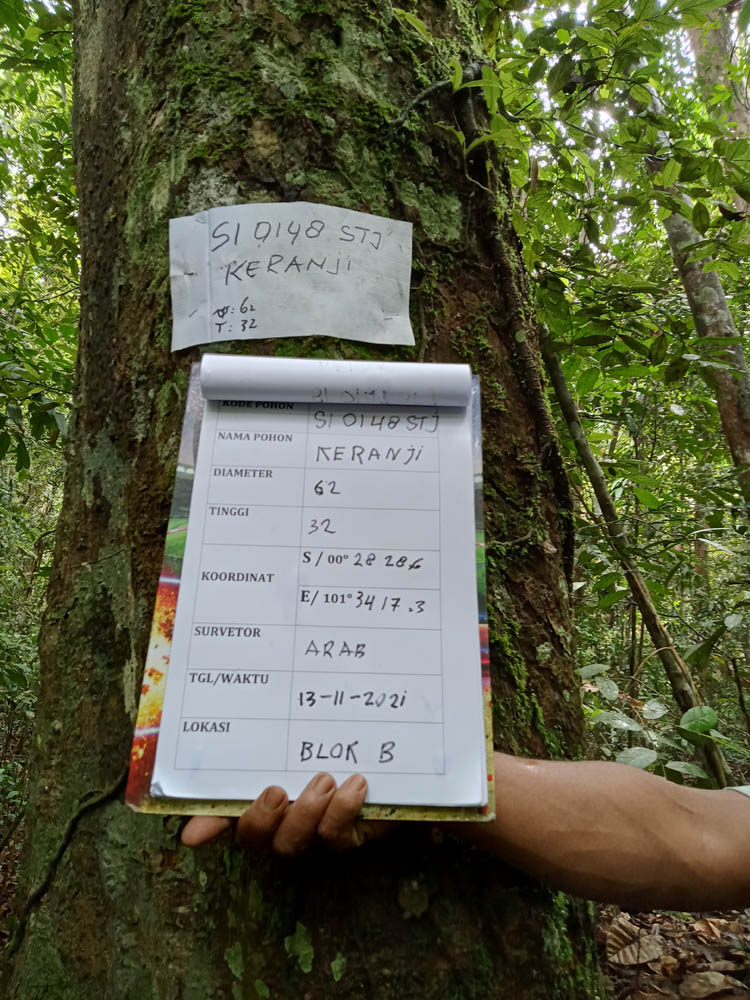 SI 0148 STJ
KERANJI
Ø: 62
T: 32
KODE POHON SI 0148 STJ
NAMA POHON KERANJI
DIAMETER 62
TINGGI 32
KOORDINAT S / 00° 28 28.6
E/ 101° 34 17.3
SURVETOR ARAB
TGL/WAKTU 13-11-2021
LOKASI BLOK B